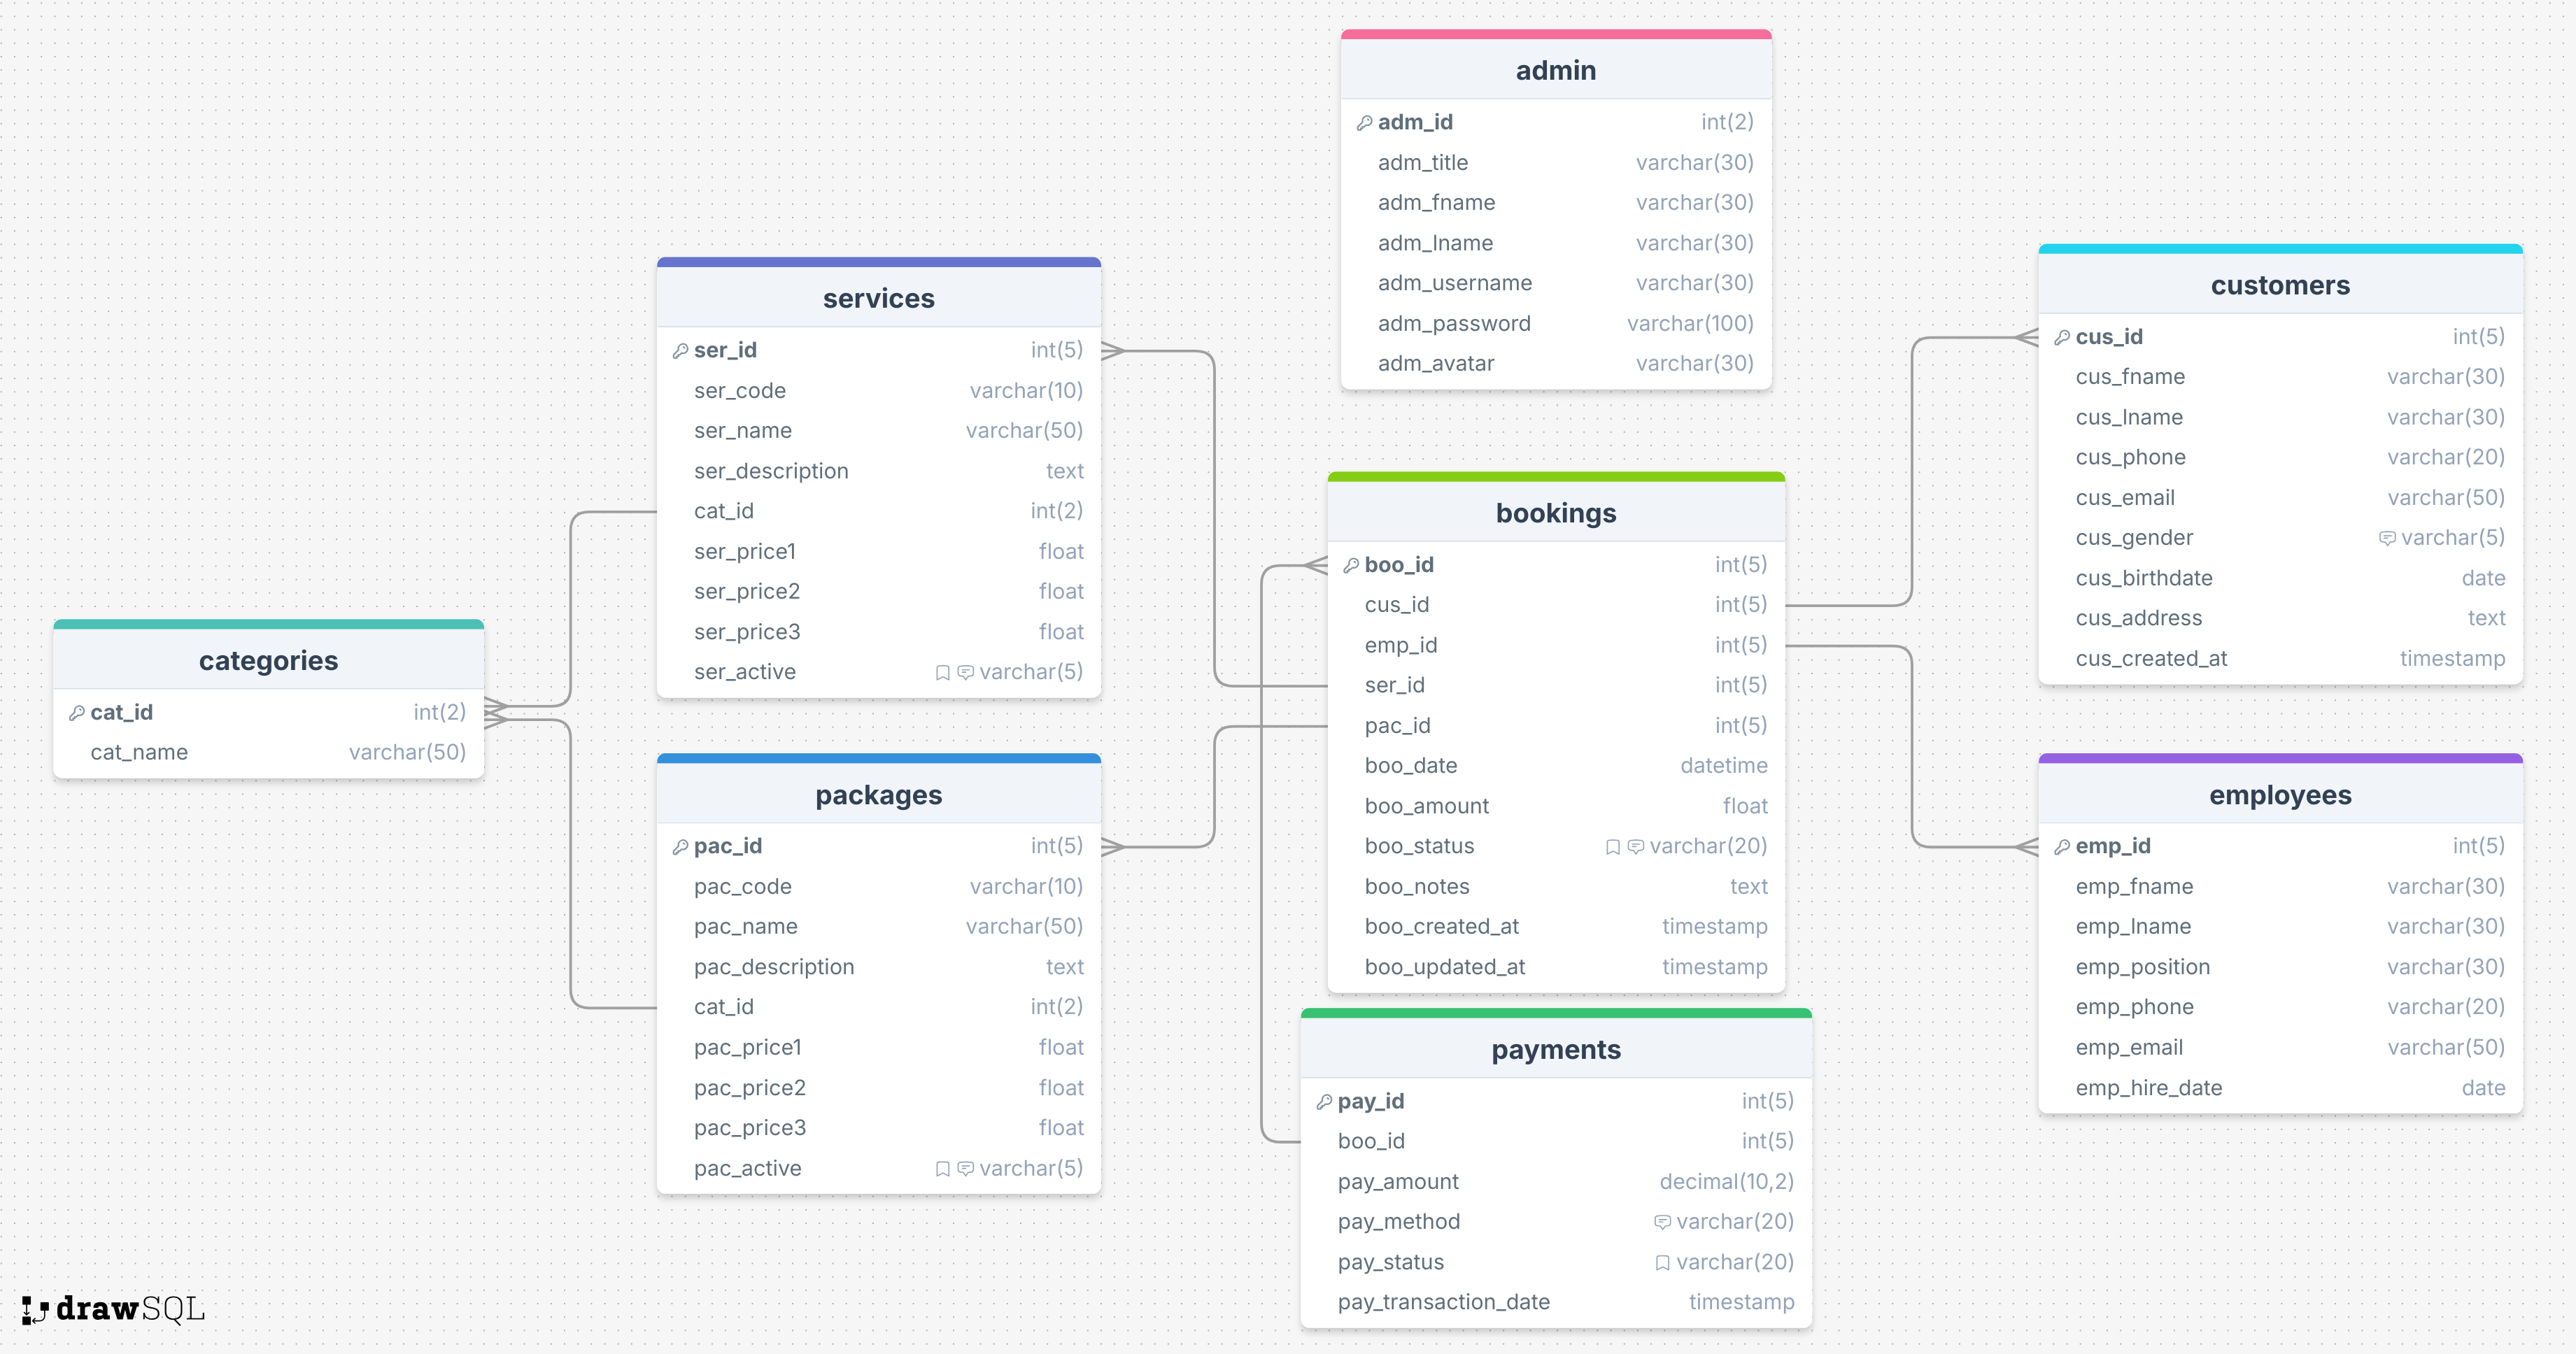 admin
adm_id int(2)
adm_title varchar(30)
adm_fname varchar(30)
adm_lname varchar(30)
adm_username varchar(30)
adm_password varchar(100)
adm_avatar varchar(30)
services
ser_id int(5)
ser_code varchar(10)
ser_name varchar(50)
ser_description text
cat_id int(2)
ser_price1 float
ser_price2 float
ser_price3 float
ser_active varchar(5)
customers
cus_id int(5)
cus_fname varchar(30)
cus_lname varchar(30)
cus_phone varchar(20)
cus_email varchar(50)
cus_gender varchar(5)
cus_birthdate date
cus_address text
cus_created_at timestamp
bookings
boo_id int(5)
cus_id int(5)
emp_id int(5)
ser_id int(5)
pac_id int(5)
boo_date datetime
boo_amount float
boo_status varchar(20)
boo_notes text
boo_created_at timestamp
boo_updated_at timestamp
categories
cat_id int(2)
cat_name varchar(50)
packages
pac_id int(5)
pac_code varchar(10)
pac_name varchar(50)
pac_description text
cat_id int(2)
pac_price1 float
pac_price2 float
pac_price3 float
pac_active varchar(5)
employees
emp_id int(5)
emp_fname varchar(30)
emp_lname varchar(30)
emp_position varchar(30)
emp_phone varchar(20)
emp_email varchar(50)
emp_hire_date date
payments
pay_id int(5)
boo_id int(5)
pay_amount decimal(10,2)
pay_method varchar(20)
pay_status varchar(20)
pay_transaction_date timestamp
drawSQL